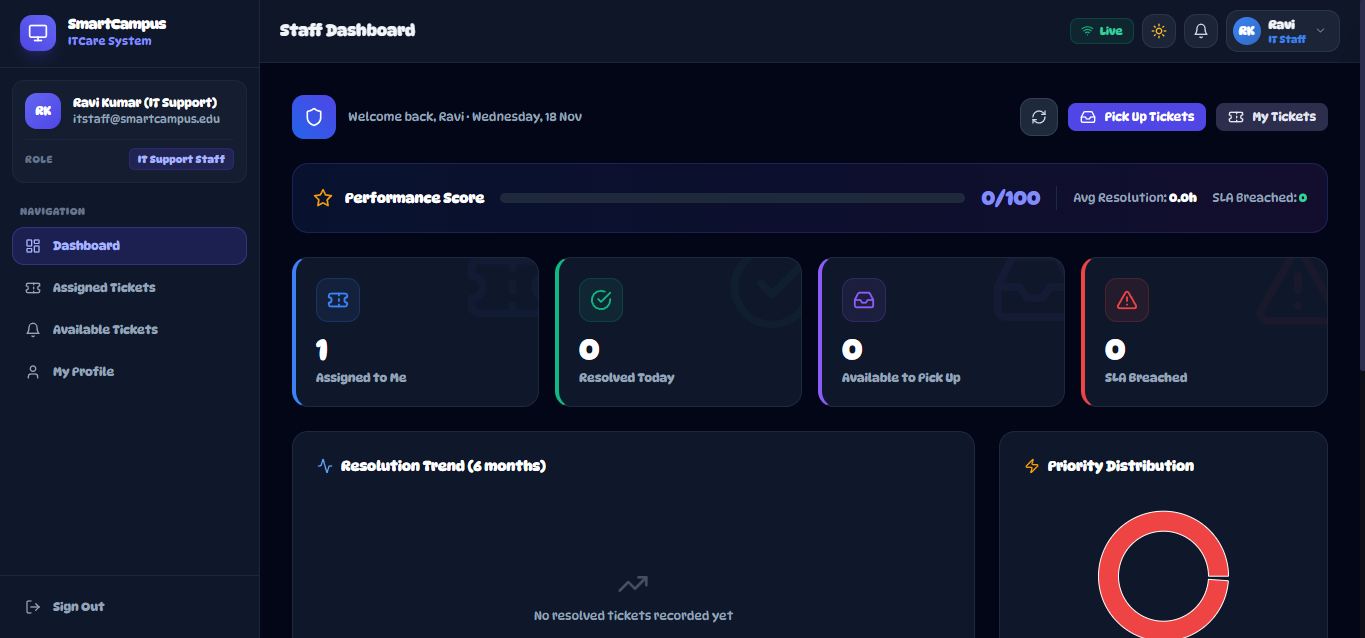 SmartCampus
ITCare System
RK
Ravi Kumar (IT Support)
itstaff@smartcampus.edu
ROLE
IT Support Staff
NAVIGATION
Dashboard
Assigned Tickets
Available Tickets
My Profile
Sign Out
Staff Dashboard
Live
RK
Ravi
IT Staff
Welcome back, Ravi • Wednesday, 18 Nov
Pick Up Tickets
My Tickets
Performance Score
0/100
Avg Resolution: 0.0h
SLA Breached: 0
1
Assigned to Me
0
Resolved Today
0
Available to Pick Up
0
SLA Breached
Resolution Trend (6 months)
No resolved tickets recorded yet
Priority Distribution